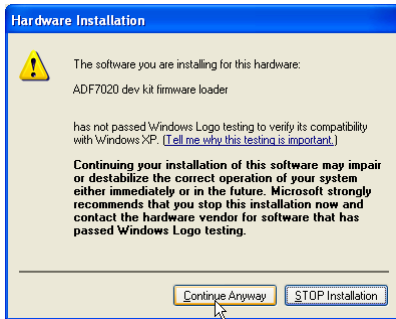 Hardware Installation
The software you are installing for this hardware:
ADF7020 dev kit firmware loader
has not passed Windows Logo testing to verify its compatibility
with Windows XP. (Tell me why this testing is important.)
Continuing your installation of this software may impair
or destabilize the correct operation of your system
either immediately or in the future. Microsoft strongly
recommends that you stop this installation now and
contact the hardware vendor for software that has
passed Windows Logo testing.
Continue Anyway
STOP Installation